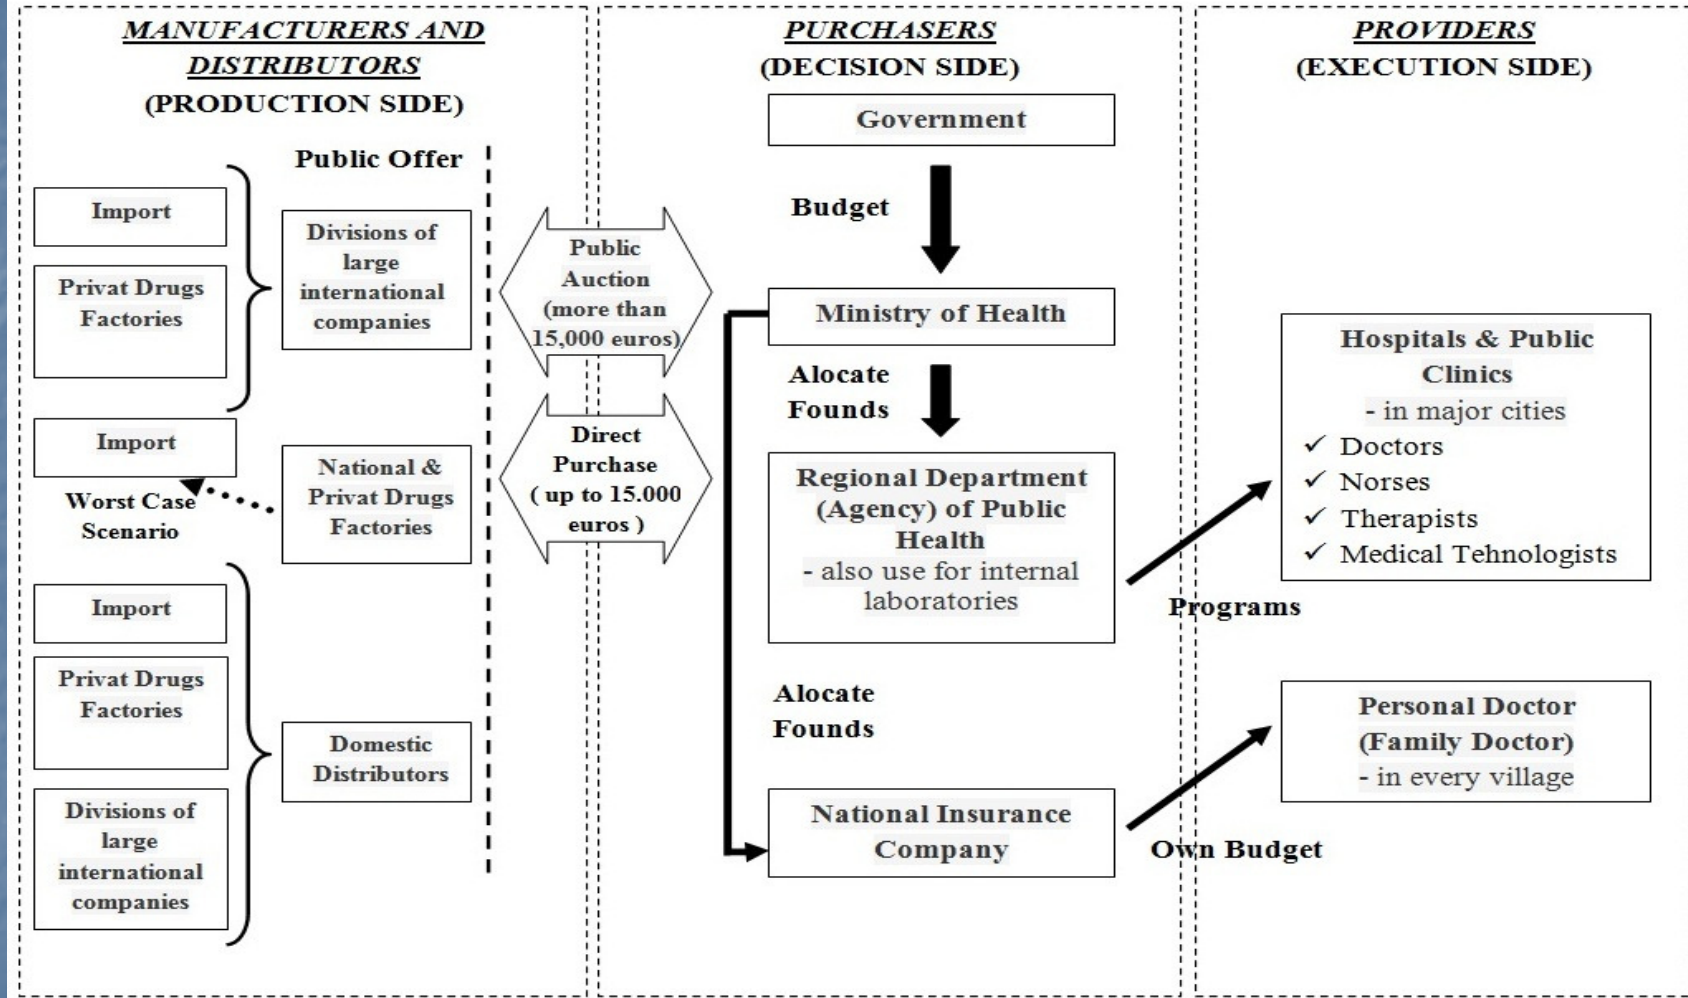 MANUFACTURERS AND
DISTRIBUTORS
(PRODUCTION SIDE)
Public Offer
Import
Privat Drugs
Factories
Divisions of
large
international
companies
Import
Worst Case
Scenario
National &
Privat Drugs
Factories
Import
Privat Drugs
Factories
Divisions of
large
international
companies
Domestic
Distributors
Public
Auction
(more than
15,000 euros)
Direct
Purchase
( up to 15.000
euros )
PURCHASERS
(DECISION SIDE)
Government
Budget
Ministry of Health
Alocate
Founds
Regional Department
(Agency) of Public
Health
- also use for internal
laboratories
Alocate
Founds
National Insurance
Company
Programs
Own Budget
PROVIDERS
(EXECUTION SIDE)
Hospitals & Public
Clinics
- in major cities
✓ Doctors
✓ Norses
✓ Therapists
✓ Medical Tehnologists
Personal Doctor
(Family Doctor)
- in every village